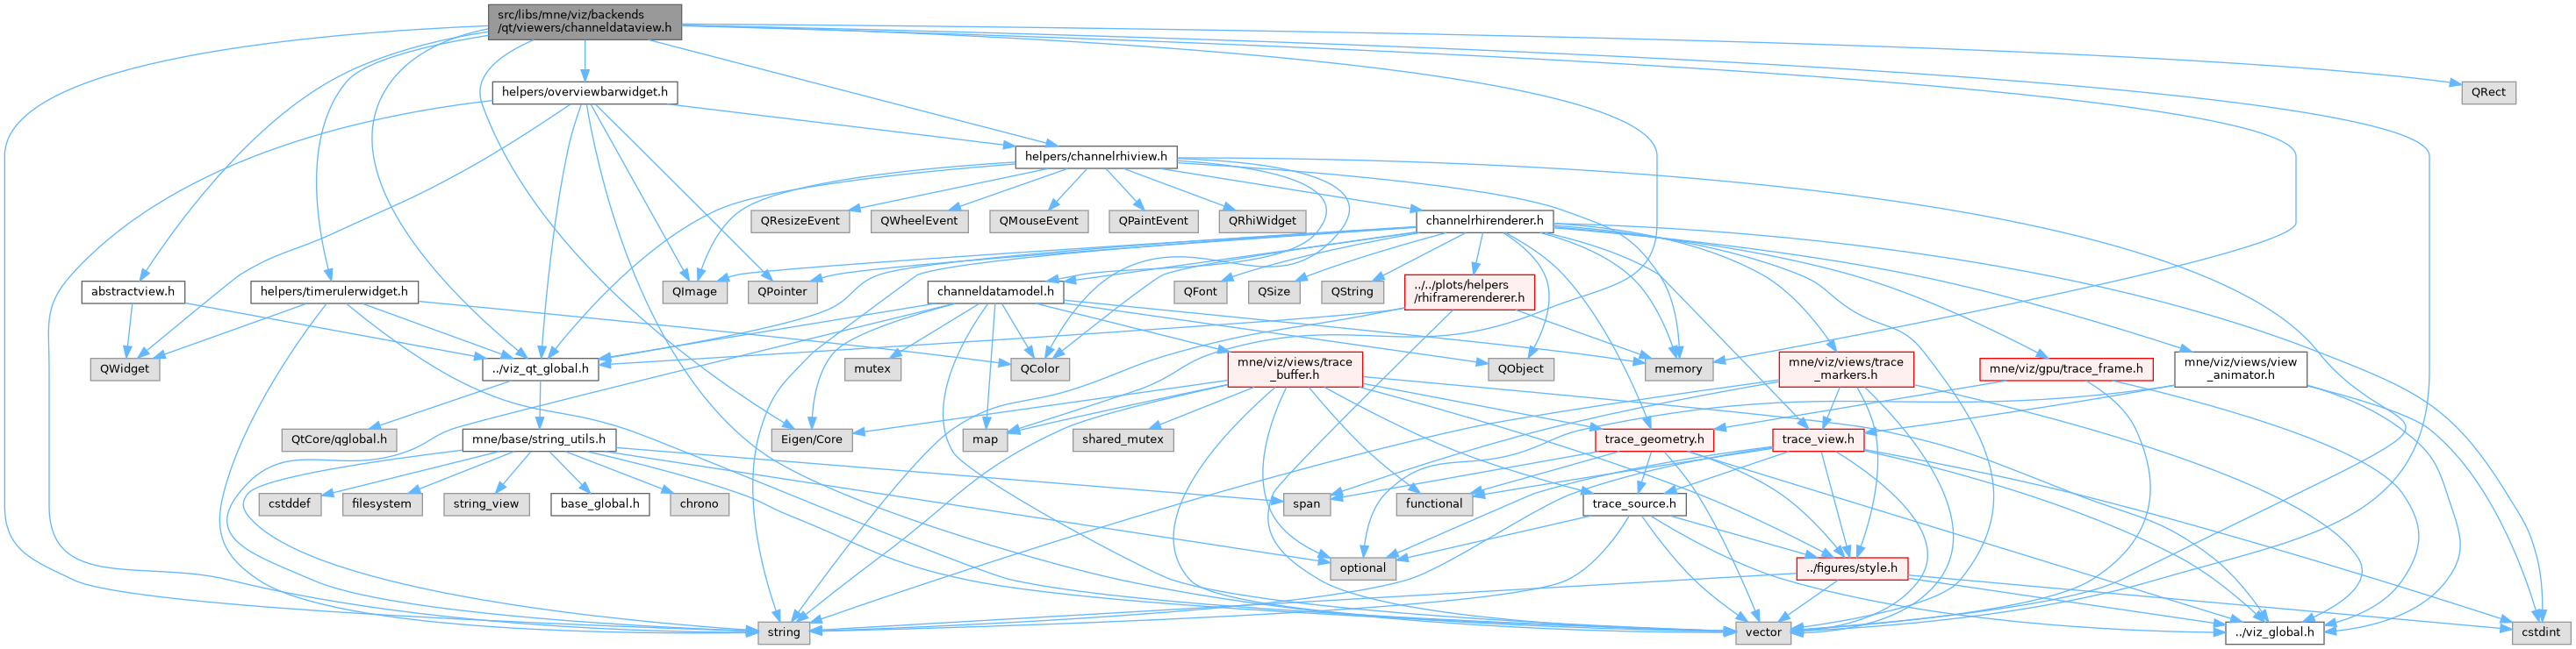 src/libs/mne/viz/backends
/qt/viewers/channeldataview.h
helpers/overviewbarwidget.h
QRect
helpers/channelrhiview.h
QResizeEvent
QWheelEvent
QMouseEvent
QPaintEvent
QRhiWidget
channelrhirenderer.h
abstractview.h
helpers/timerulerwidget.h
QImage
QPointer
channeldatamodel.h
QFont
QSize
QString
../../plots/helpers
/rhiframerenderer.h
QWidget
../viz_qt_global.h
mutex
QColor
mne/viz/views/trace
_buffer.h
QObject
memory
mne/viz/views/trace
_markers.h
mne/viz/gpu/trace_frame.h
mne/viz/views/view
_animator.h
QtCore/qglobal.h
mne/base/string_utils.h
Eigen/Core
map
shared_mutex
trace_geometry.h
trace_view.h
cstddef
filesystem
string_view
base_global.h
chrono
span
functional
trace_source.h
optional
../figures/style.h
string
vector
../viz_global.h
cstdint